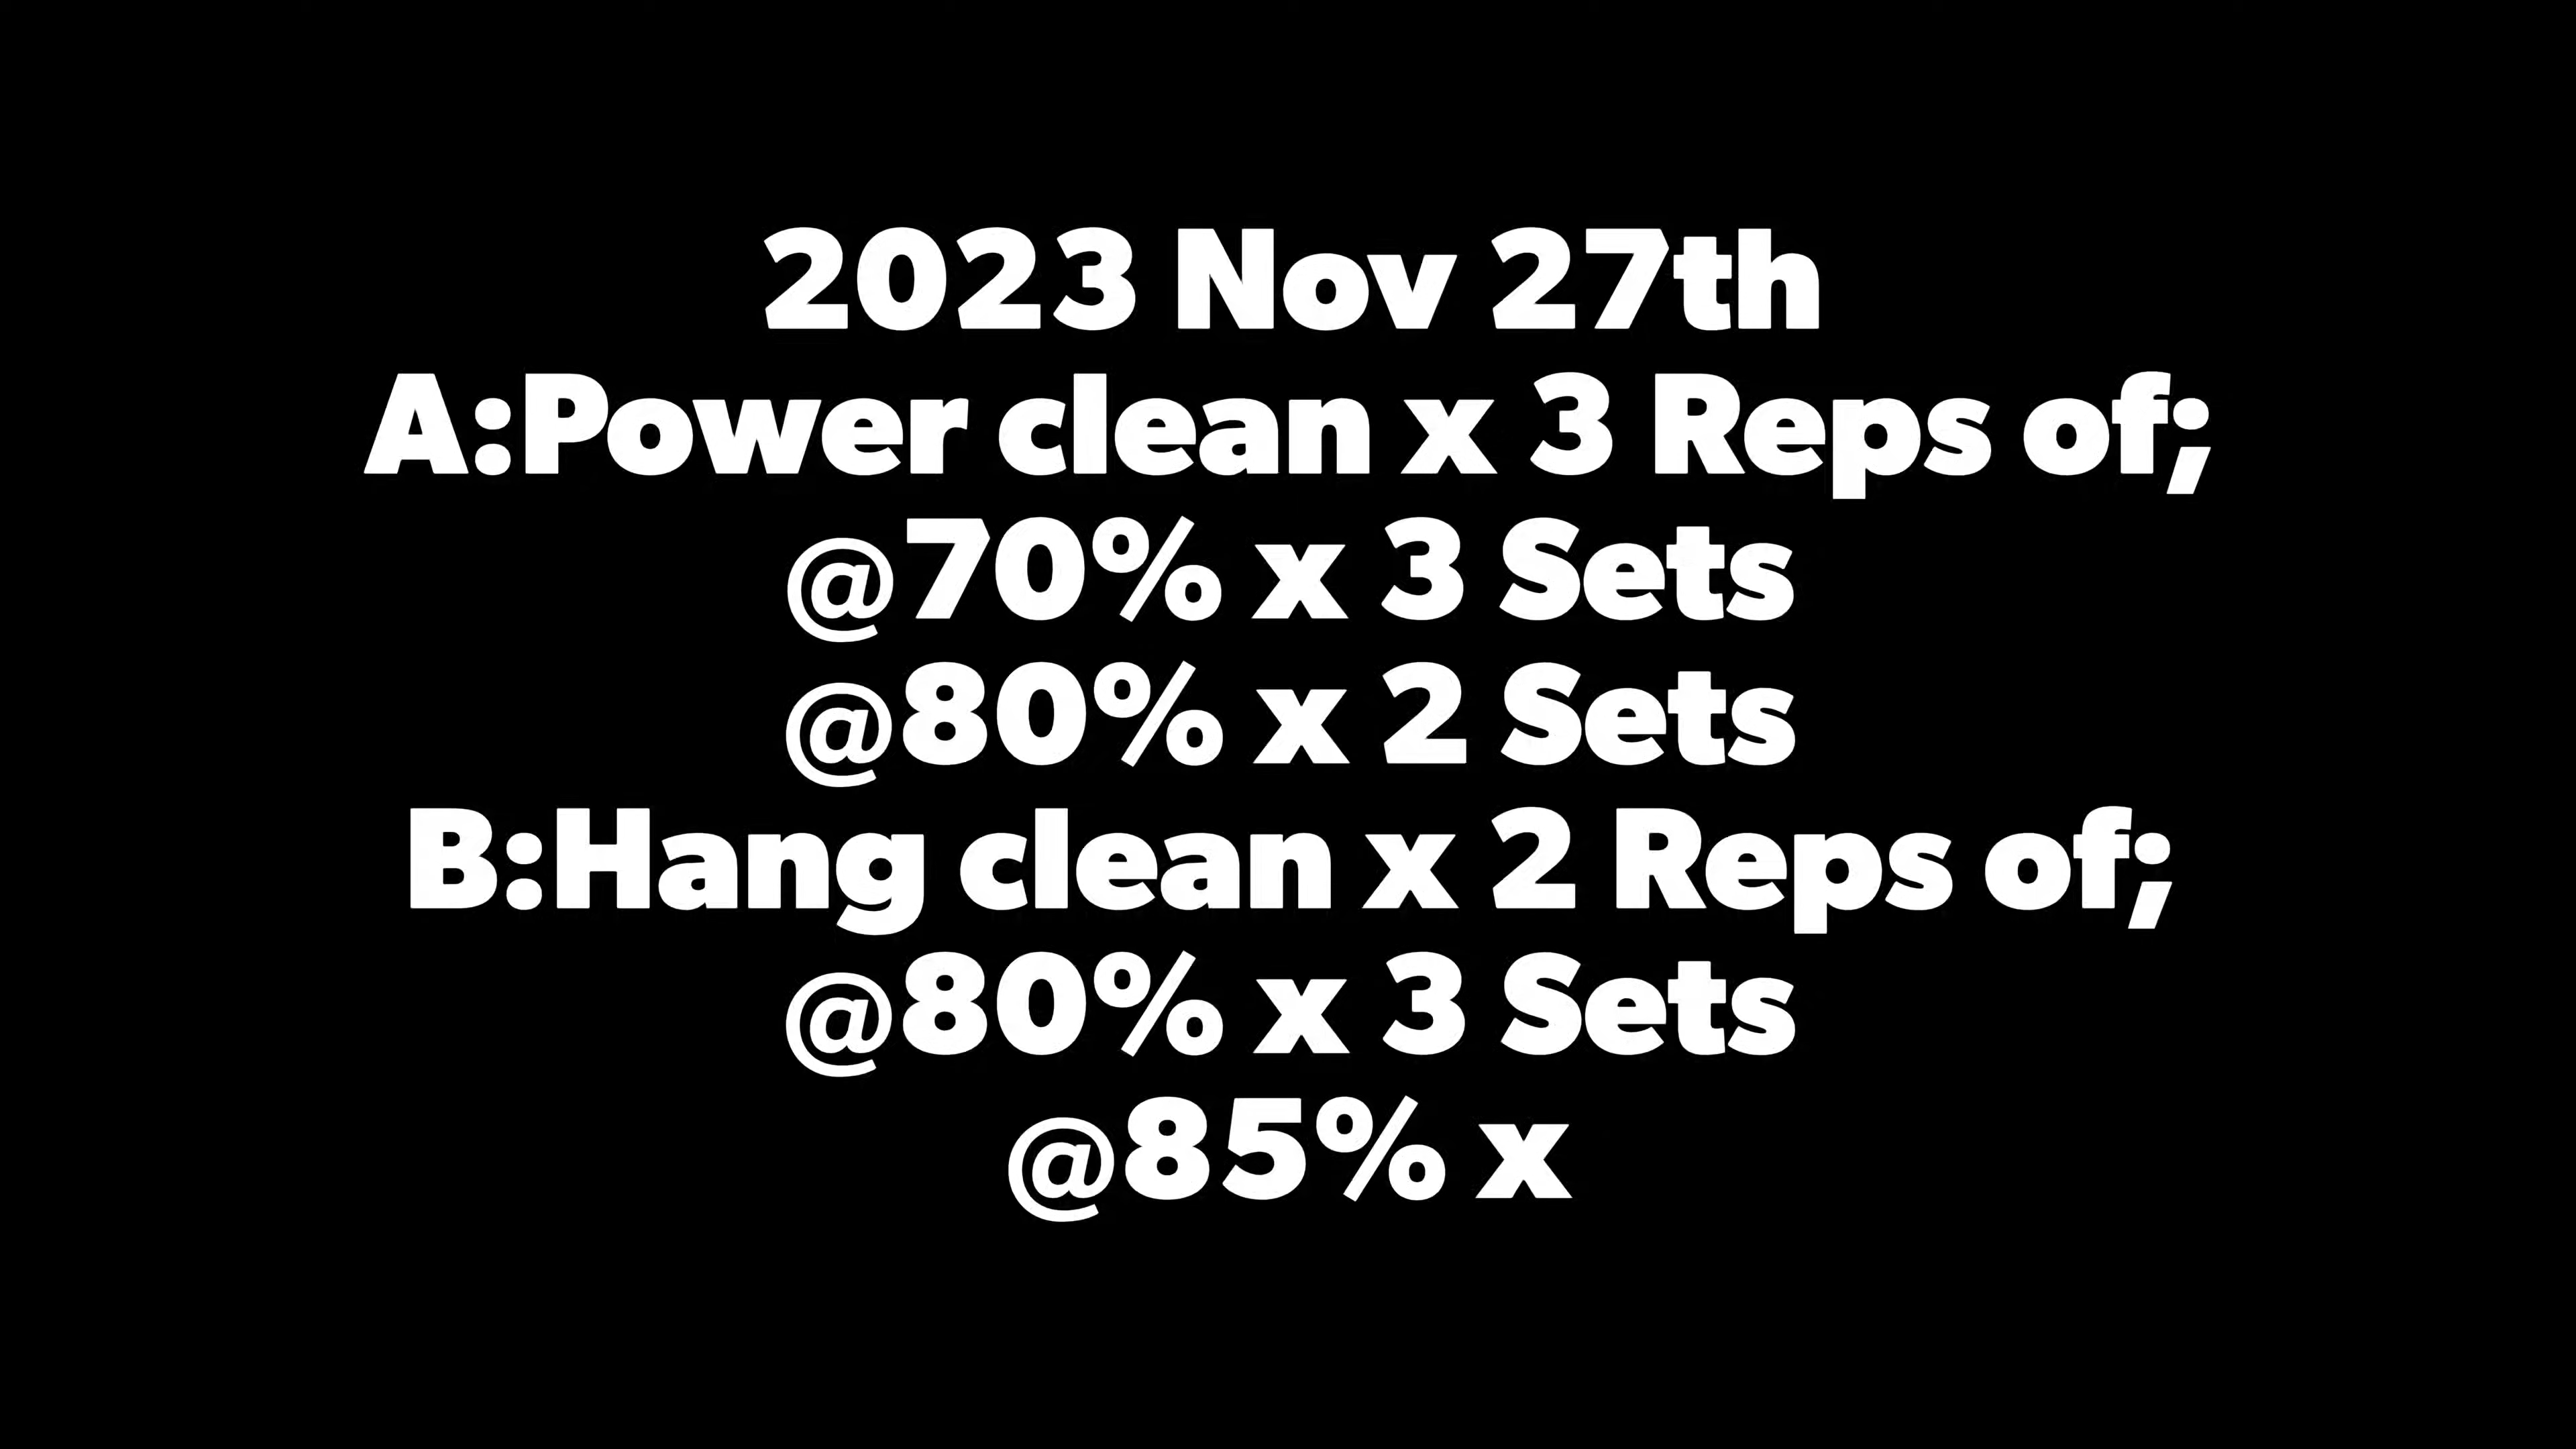 2023 Nov 27th
A:Power clean x 3 Reps of;
@70% x 3 Sets
@80% x 2 Sets
B:Hang clean x 2 Reps of;
@80% x 3 Sets
@85% x